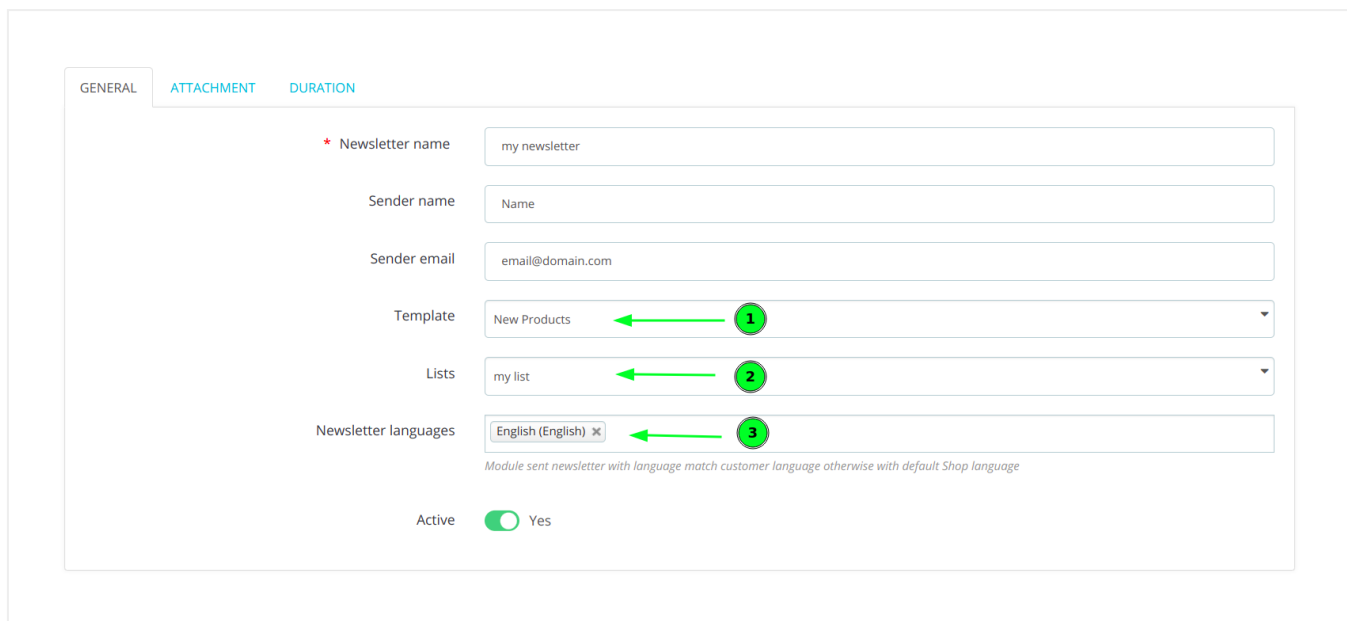 GENERAL ATTACHMENT DURATION
* Newsletter name my newsletter
Sender name Name
Sender email email@domain.com
Template New Products 1
Lists my list 2
Newsletter languages English (English) × 3
Module sent newsletter with language match customer language otherwise with default Shop language
Active Yes